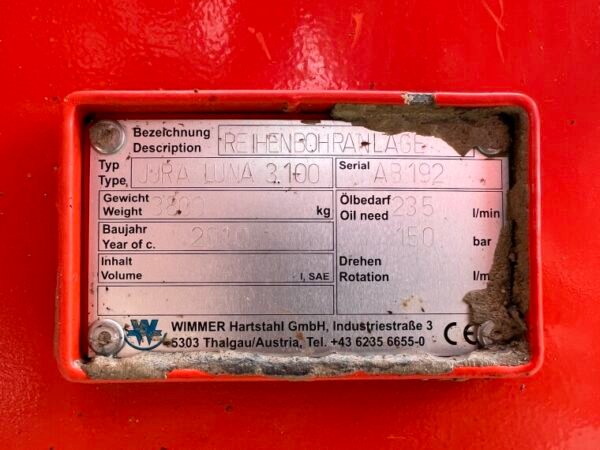 Bezeichnung REIHENBOHRANLAGE
Description
Typ JURA LUNA 3.100 Serial AB192
Type
Gewicht Ölbedarf 235
Weight kg Oil need l/min
Baujahr 2010 150
Year of c. bar
Inhalt Drehen
Volume l, SAE Rotation
WIMMER Hartstahl GmbH, Industriestraße 3
5303 Thalgau/Austria, Tel. +43 6235 6655-0 CE